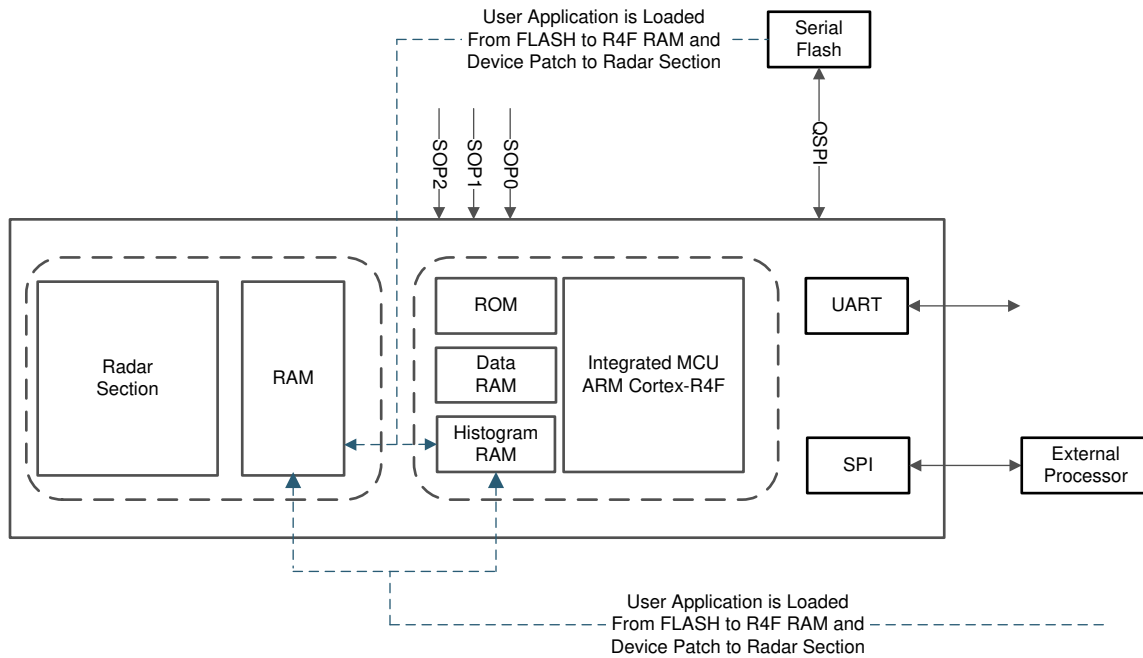 User Application is Loaded
From FLASH to R4F RAM and
Device Patch to Radar Section
Serial
Flash
SOP2
SOP1
SOP0
QSPI
Radar
Section
RAM
ROM
Data
RAM
Histogram
RAM
Integrated MCU
ARM Cortex-R4F
UART
SPI
External
Processor
User Application is Loaded
From FLASH to R4F RAM and
Device Patch to Radar Section